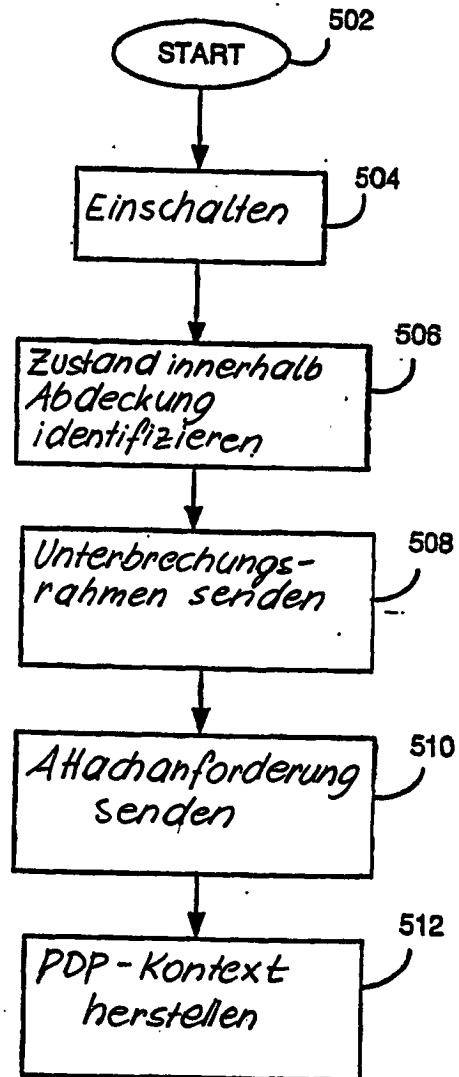 START
502
Einschalten
504
Zustand innerhalb
Abdeckung
identifizieren
506
Unterbrechungs-
rahmen senden
508
Attachanforderung
senden
510
PDP-Kontext
herstellen
512